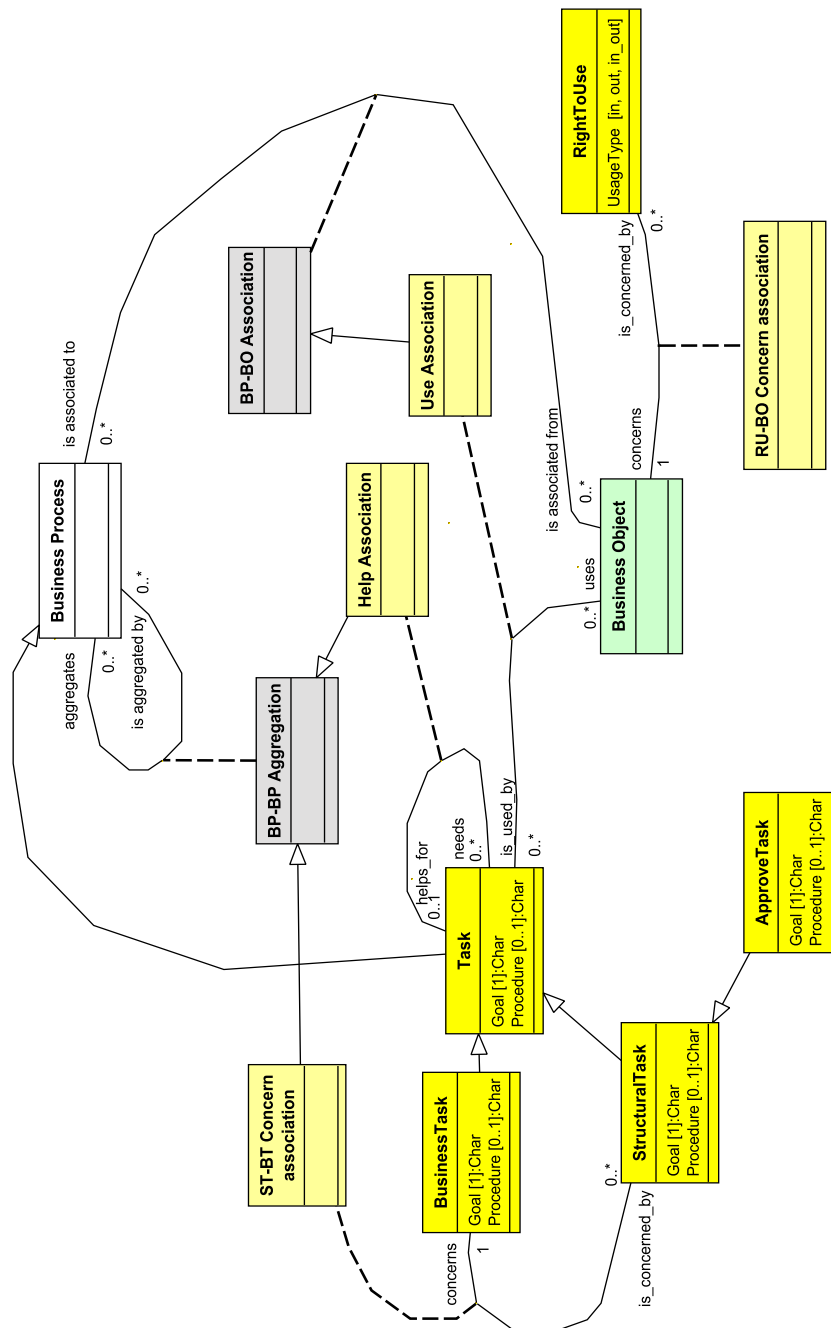 ST-BT Concern
association
BP-BP Aggregation
Business Process
aggregates
0..*
is aggregated by
0..*
is associated to
0..*
BP-BO Association
Help Association
Use Association
BusinessTask
Goal [1]:Char
Procedure [0..1]:Char
concerns
1
Task
Goal [1]:Char
Procedure [0..1]:Char
helps_for
0..1
needs
0..*
is_used_by
0..*
uses
0..*
is associated from
0..*
Business Object
concerns
1
is_concerned_by
0..*
RightToUse
UsageType [in, out, in_out]
StructuralTask
Goal [1]:Char
Procedure [0..1]:Char
is_concerned_by
0..*
ApproveTask
Goal [1]:Char
Procedure [0..1]:Char
RU-BO Concern association